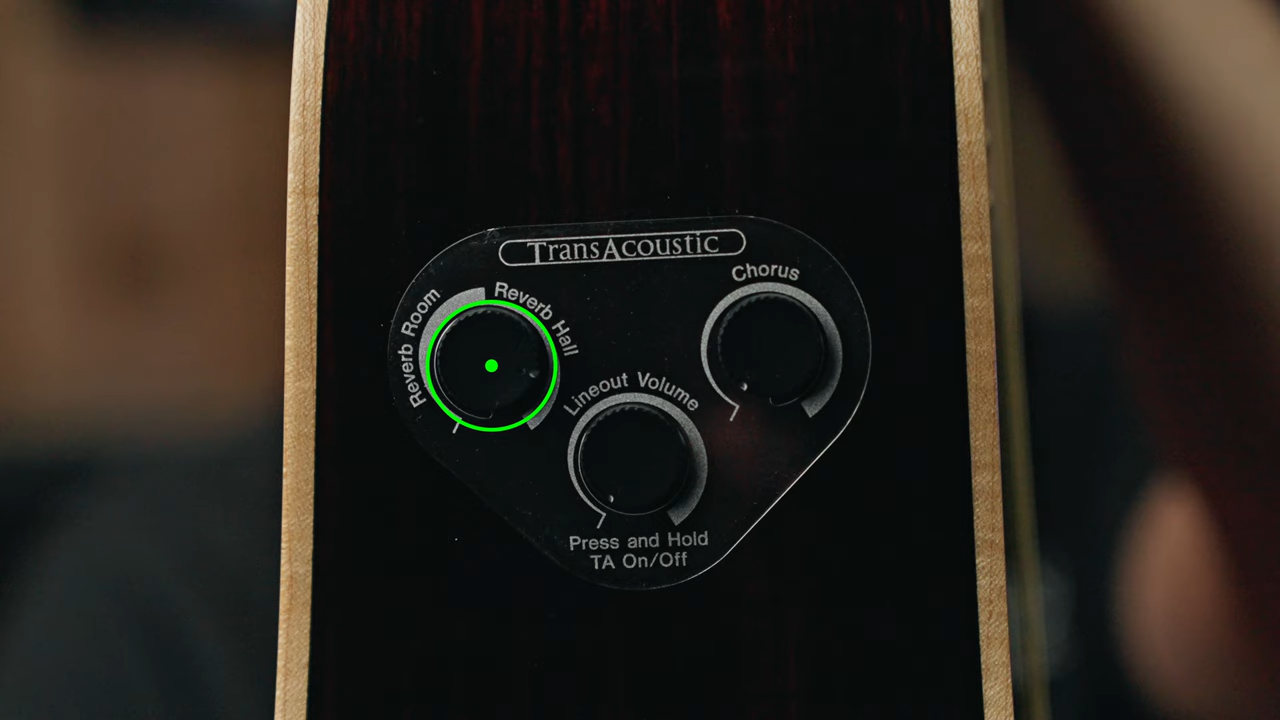 TransAcoustic
Reverb Room
Reverb Hall
Chorus
Lineout Volume
Press and Hold
TA On/Off